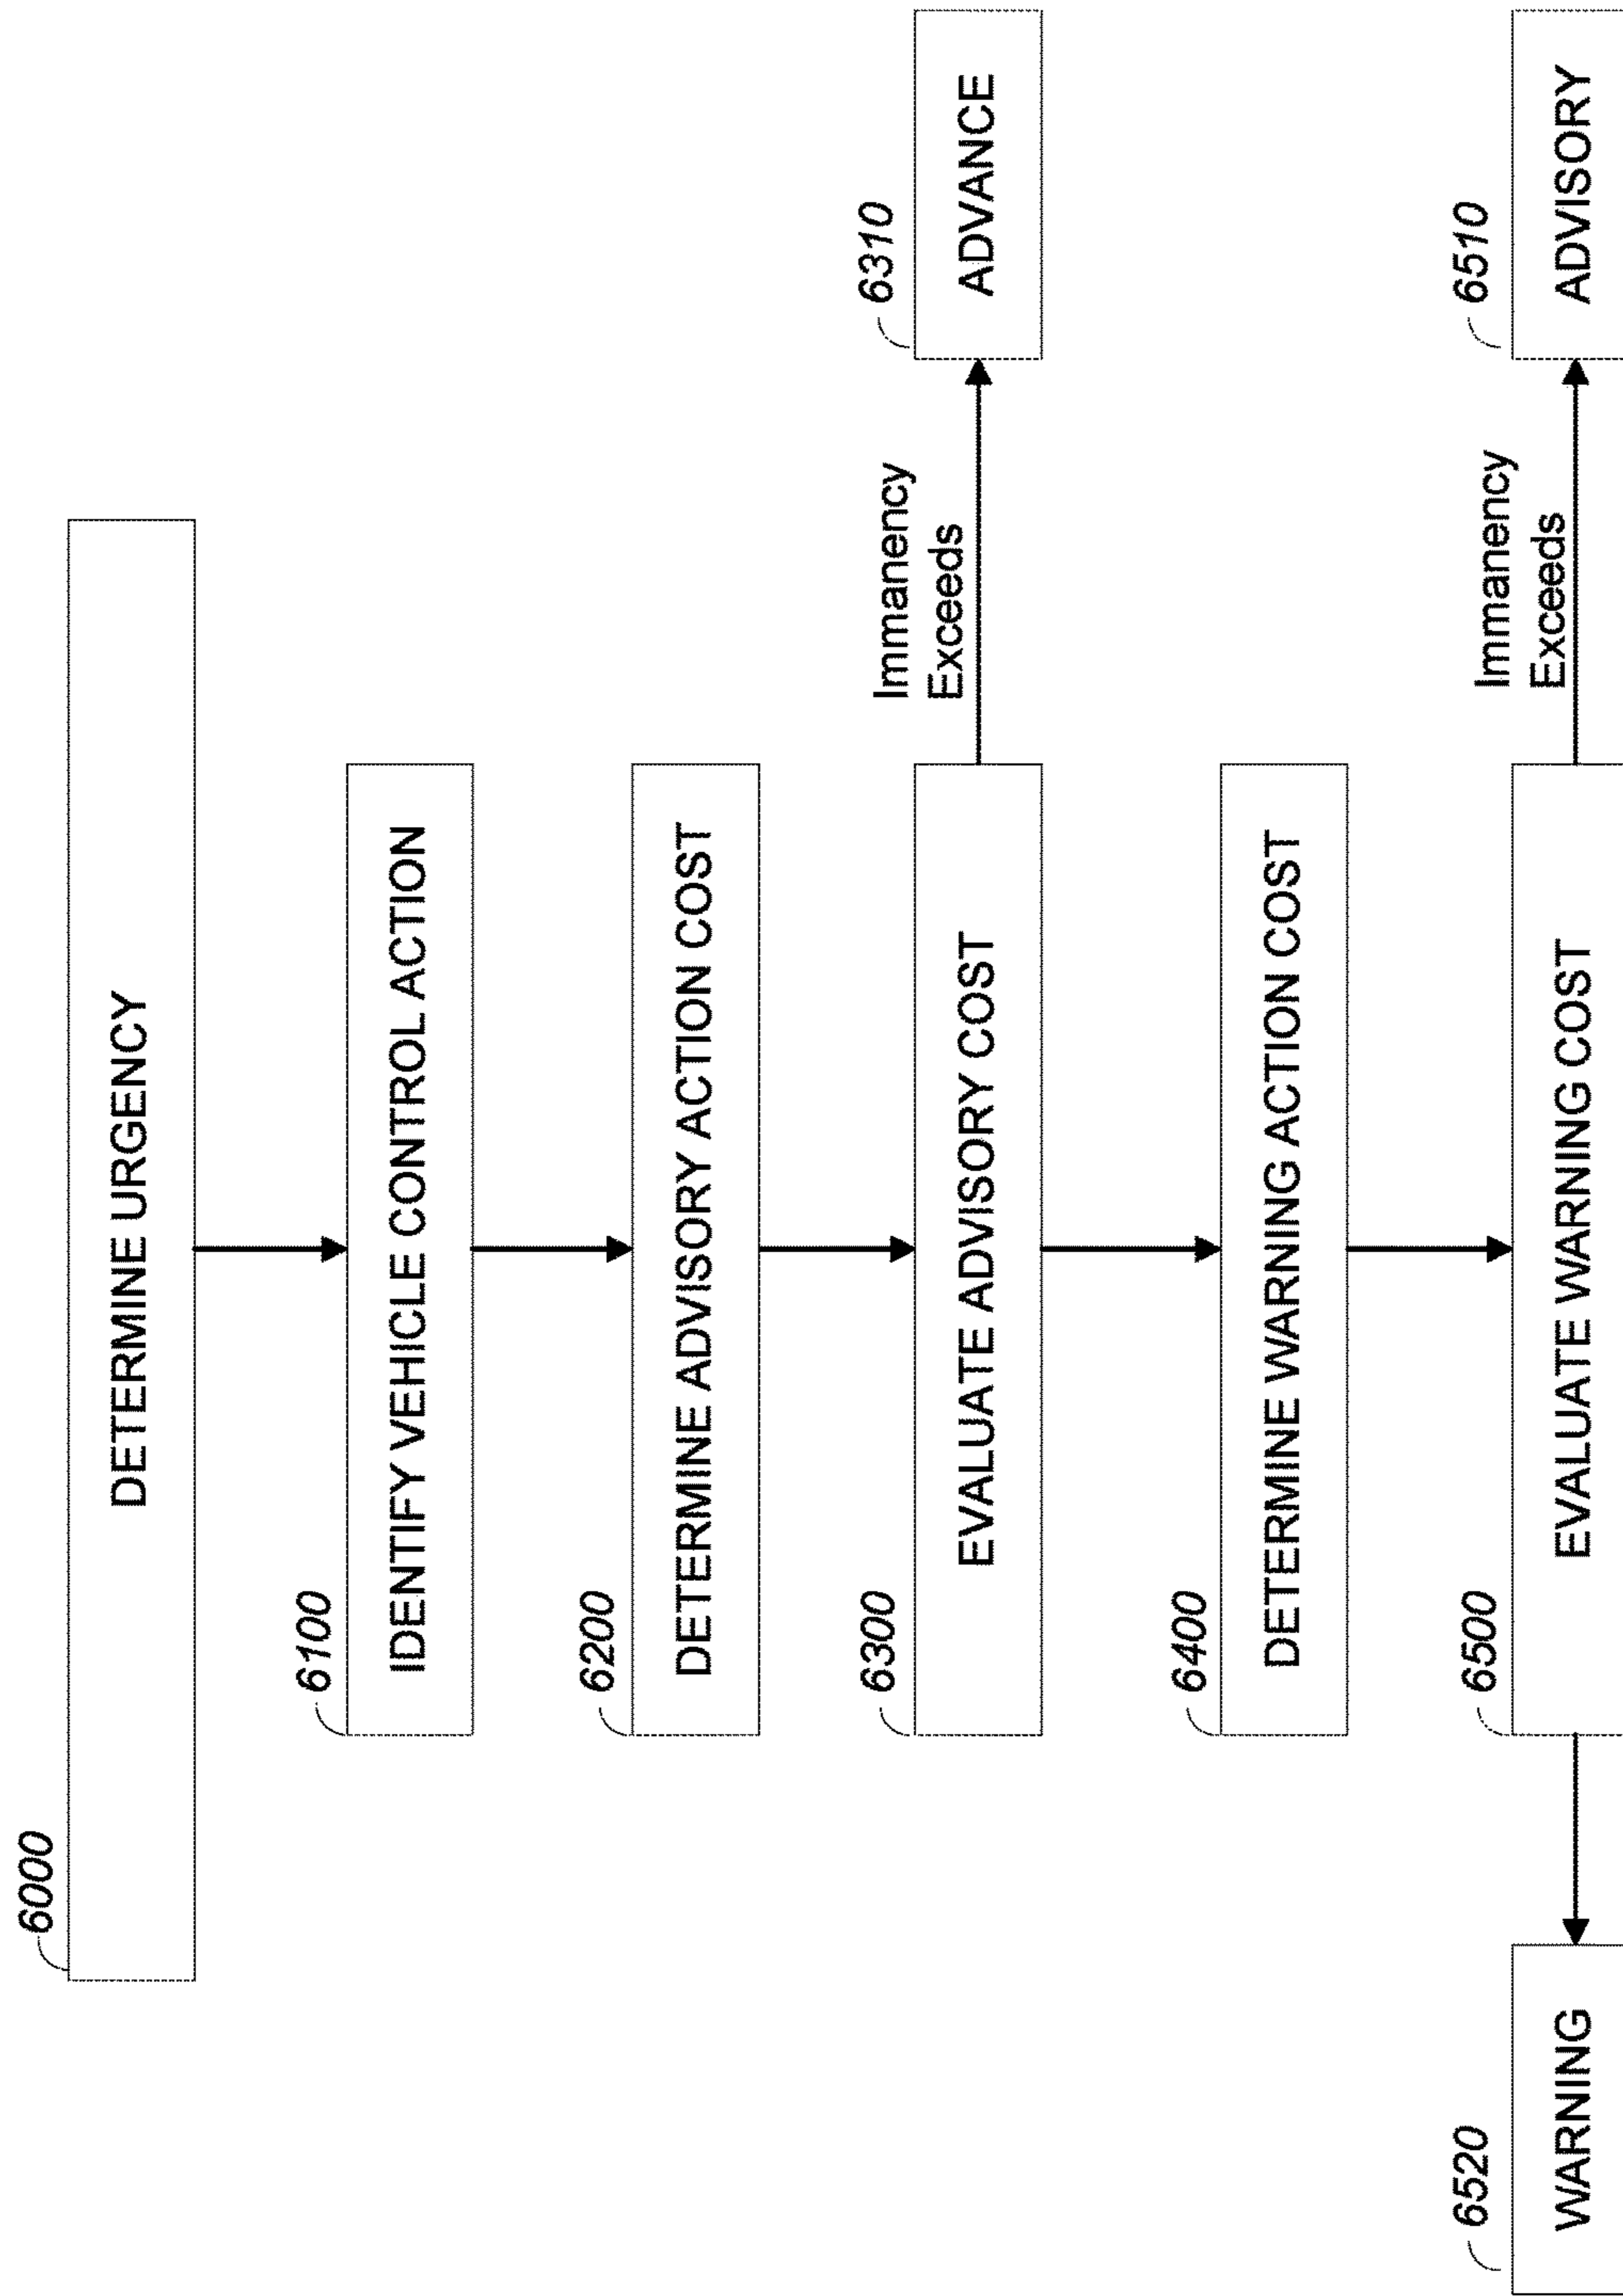 6000
DETERMINE URGENCY
6100
IDENTIFY VEHICLE CONTROL ACTION
6200
DETERMINE ADVISORY ACTION COST
6300
EVALUATE ADVISORY COST
Immanency
Exceeds
6310
ADVANCE
6400
DETERMINE WARNING ACTION COST
6520
WARNING
6500
EVALUATE WARNING COST
Immanency
Exceeds
6510
ADVISORY